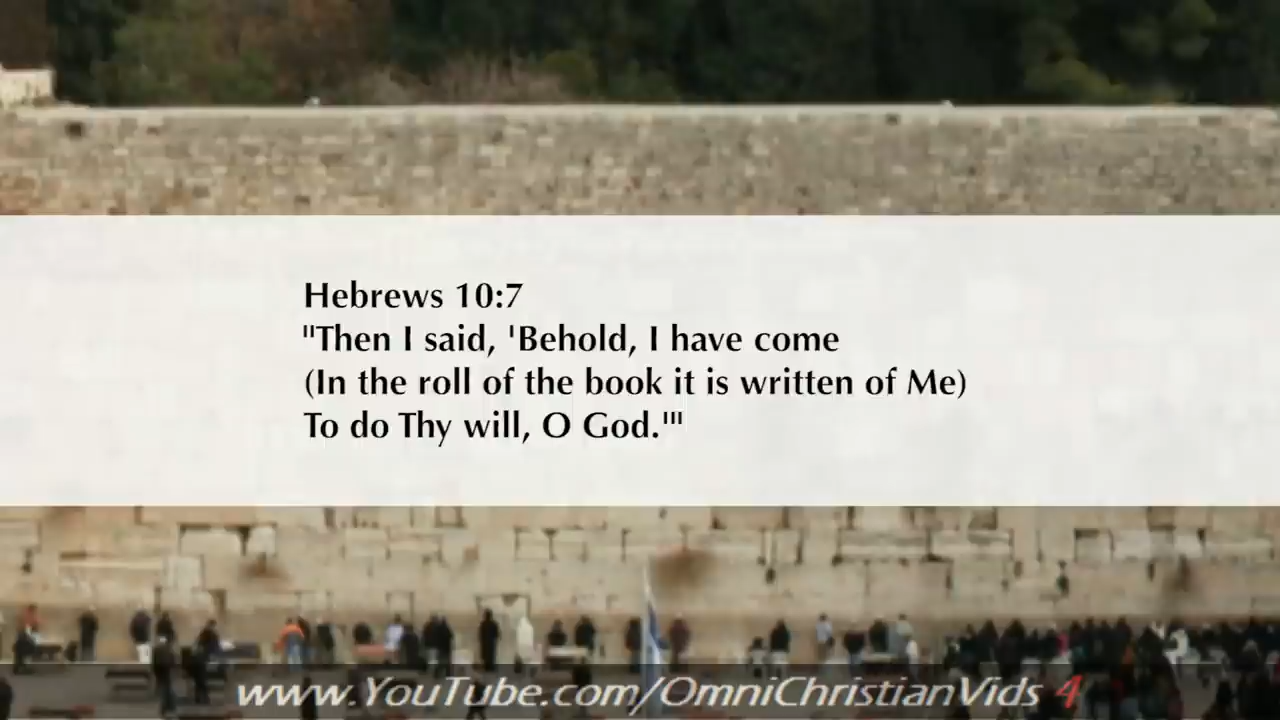 Hebrews 10:7
"Then I said, 'Behold, I have come
(In the roll of the book it is written of Me)
To do Thy will, O God.'"
www.YouTube.com/OmniChristianVids 4